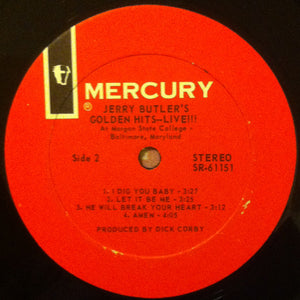 MERCURY
®
JERRY BUTLER'S
GOLDEN HITS—LIVE!!!
At Morgan State College -
Baltimore, Maryland
Side 2
STEREO
SR-61151
1. I DIG YOU BABY - 3:27
2. LET IT BE ME - 2:25
3. HE WILL BREAK YOUR HEART - 3:12
4. AMEN - 4:05
PRODUCED BY DICK CORBY